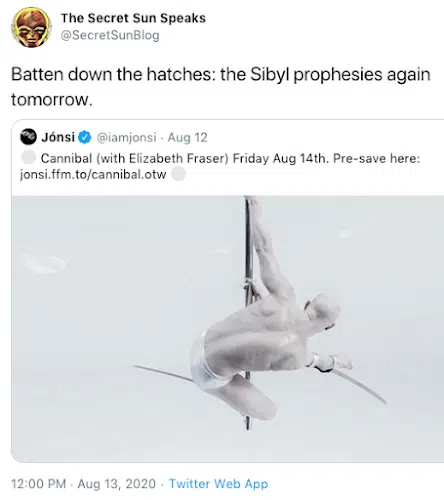 The Secret Sun Speaks
@SecretSunBlog
Batten down the hatches: the Sibyl prophesies again
tomorrow.
Jónsi @iamjonsi · Aug 12
Cannibal (with Elizabeth Fraser) Friday Aug 14th. Pre-save here:
jonsi.ffm.to/cannibal.otw
12:00 PM · Aug 13, 2020 · Twitter Web App